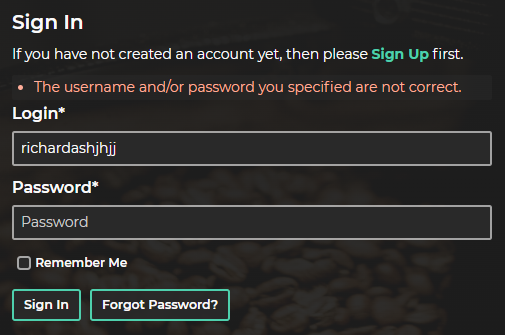 Sign In
If you have not created an account yet, then please Sign Up first.
• The username and/or password you specified are not correct.
Login*
richardashjhjj
Password*
Password
Remember Me
Sign In Forgot Password?